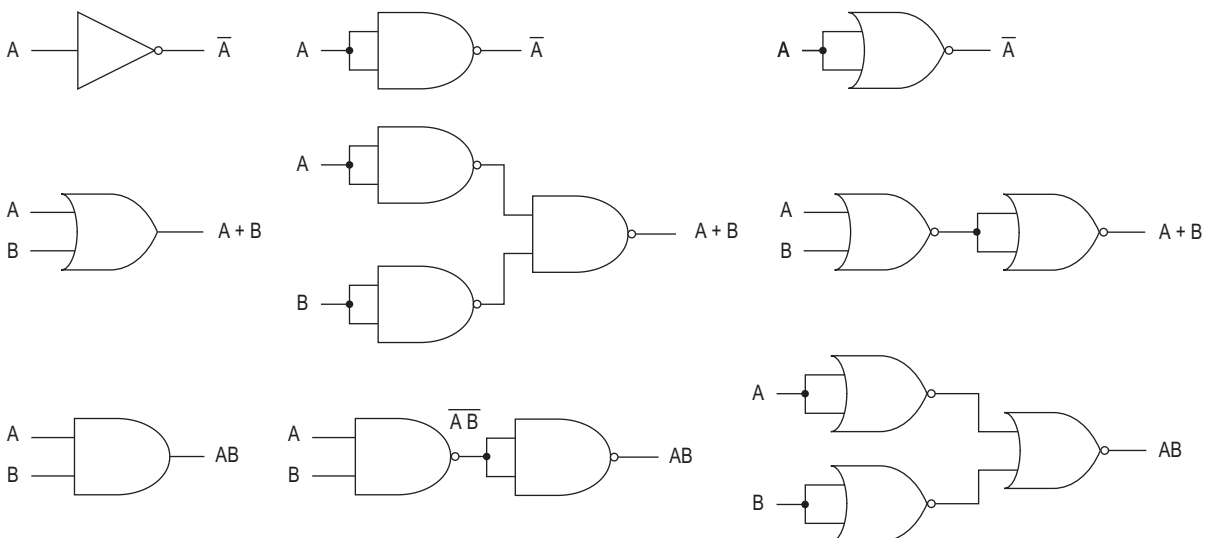 A A̅ A A̅ A A̅
A
A A + B A + B A A + B
B B
B
A
A A̅ B̅ A
A AB B AB AB
B B